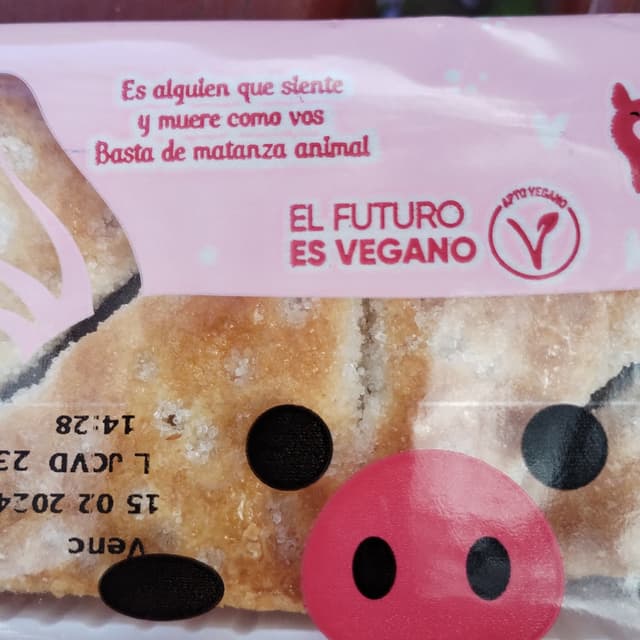 Es alguien que siente
y muere como vos
Basta de matanza animal
EL FUTURO
ES VEGANO
APTO VEGANO
V
Venc
15 02 2024
L JCVD 23
14:28